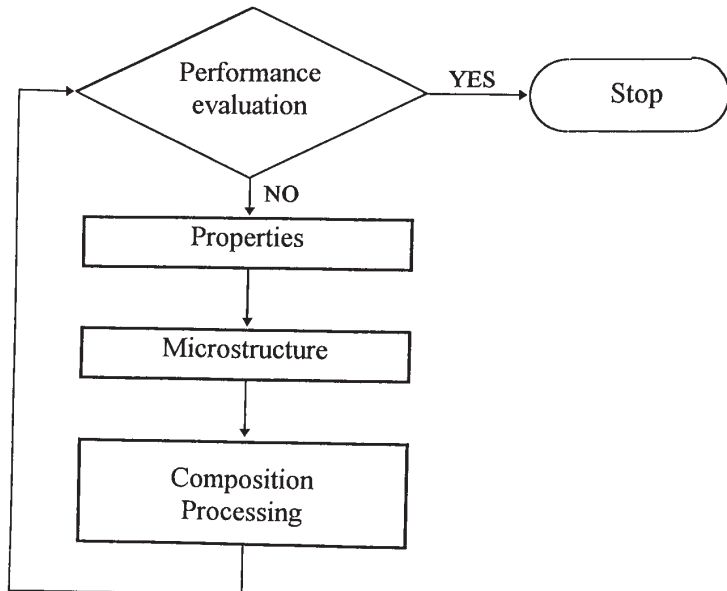 Performance
evaluation
YES
Stop
NO
Properties
Microstructure
Composition
Processing